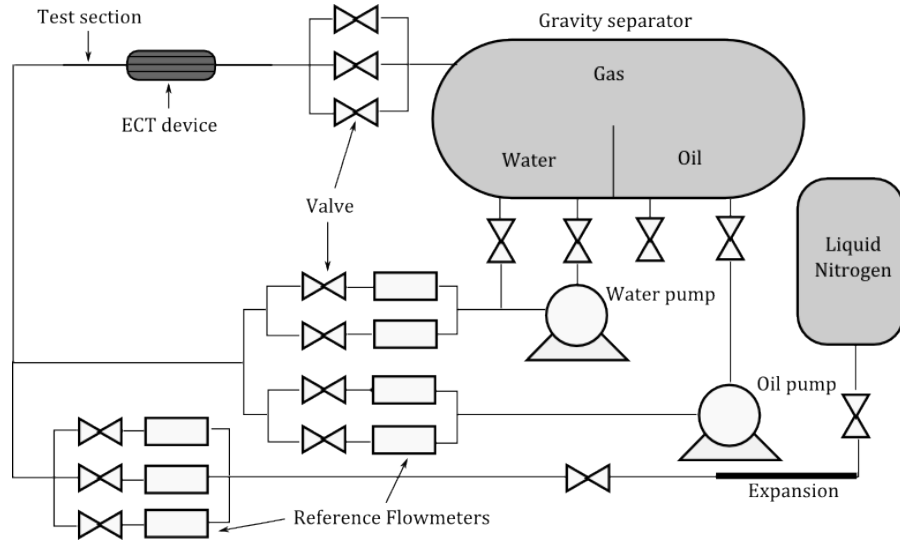 Test section
Gravity separator
Gas
ECT device
Water
Oil
Valve
Liquid
Nitrogen
Water pump
Oil pump
Expansion
Reference Flowmeters